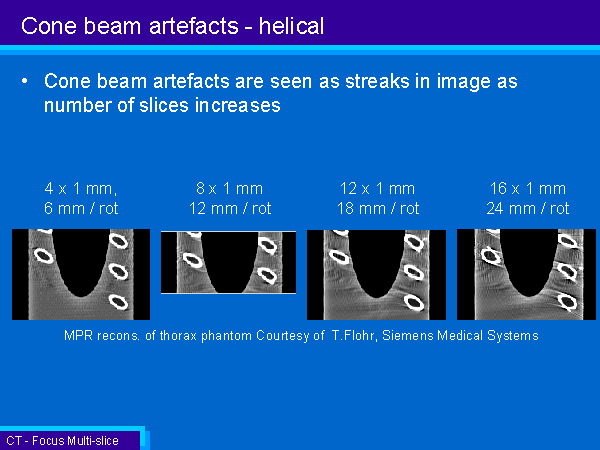 Cone beam artefacts - helical
• Cone beam artefacts are seen as streaks in image as
number of slices increases
4 x 1 mm,
6 mm / rot
8 x 1 mm
12 mm / rot
12 x 1 mm
18 mm / rot
16 x 1 mm
24 mm / rot
MPR recons. of thorax phantom Courtesy of T.Flohr, Siemens Medical Systems
CT - Focus Multi-slice